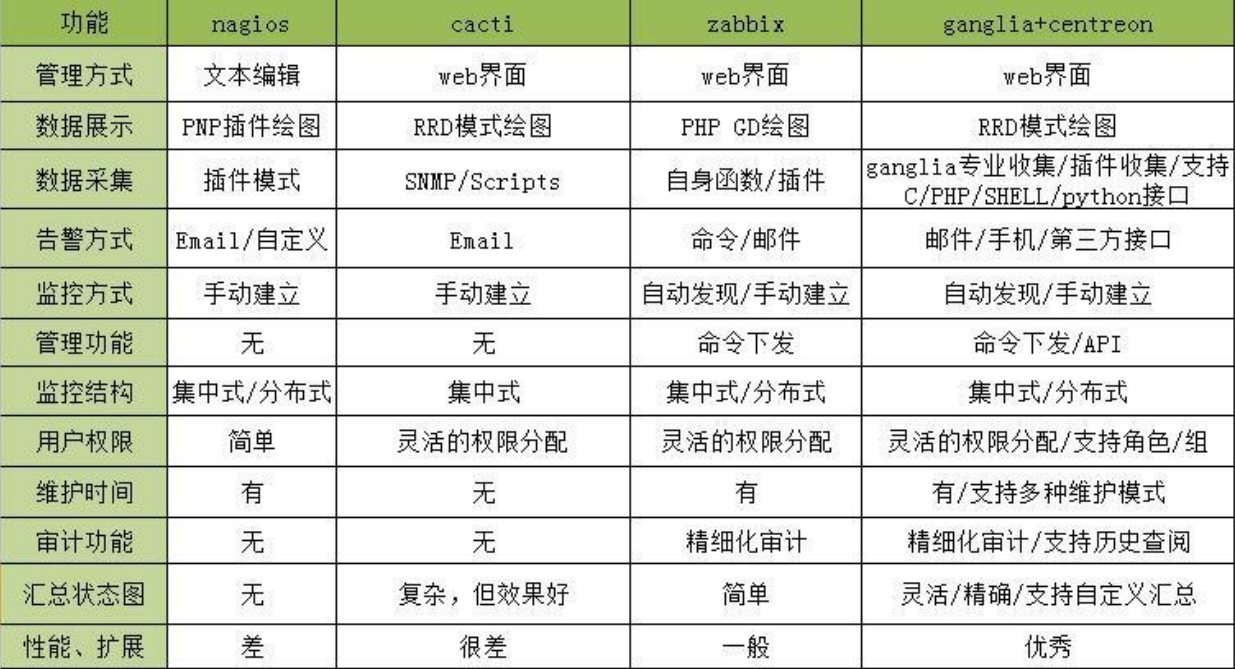 功能 nagios cacti zabbix ganglia+centreon
管理方式 文本编辑 web界面 web界面 web界面
数据展示 PNP插件绘图 RRD模式绘图 PHP GD绘图 RRD模式绘图
数据采集 插件模式 SNMP/Scripts 自身函数/插件 ganglia专业收集/插件收集/支持
C/PHP/SHELL/python接口
告警方式 Email/自定义 Email 命令/邮件 邮件/手机/第三方接口
监控方式 手动建立 手动建立 自动发现/手动建立 自动发现/手动建立
管理功能 无 无 命令下发 命令下发/API
监控结构 集中式/分布式 集中式 集中式/分布式 集中式/分布式
用户权限 简单 灵活的权限分配 灵活的权限分配 灵活的权限分配/支持角色/组
维护时间 有 无 有 有/支持多种维护模式
审计功能 无 无 精细化审计 精细化审计/支持历史查阅
汇总状态图 无 复杂，但效果好 简单 灵活/精确/支持自定义汇总
性能、扩展 差 很差 一般 优秀